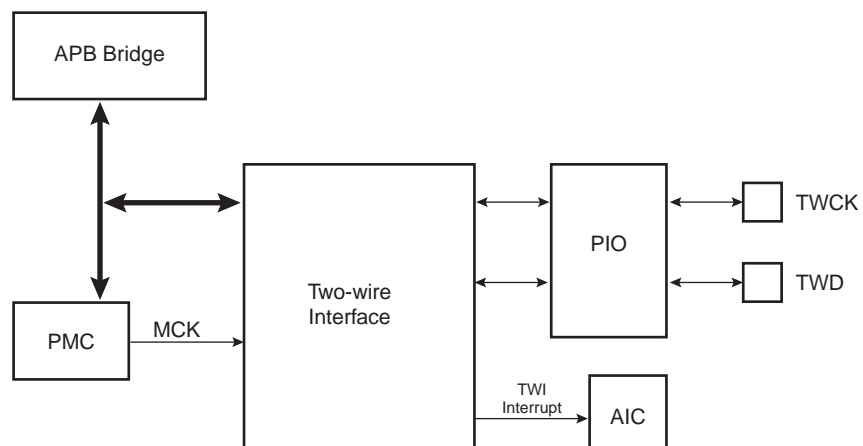 APB Bridge
TWCK
PIO
TWD
Two-wire
Interface
PMC
MCK
TWI
Interrupt
AIC